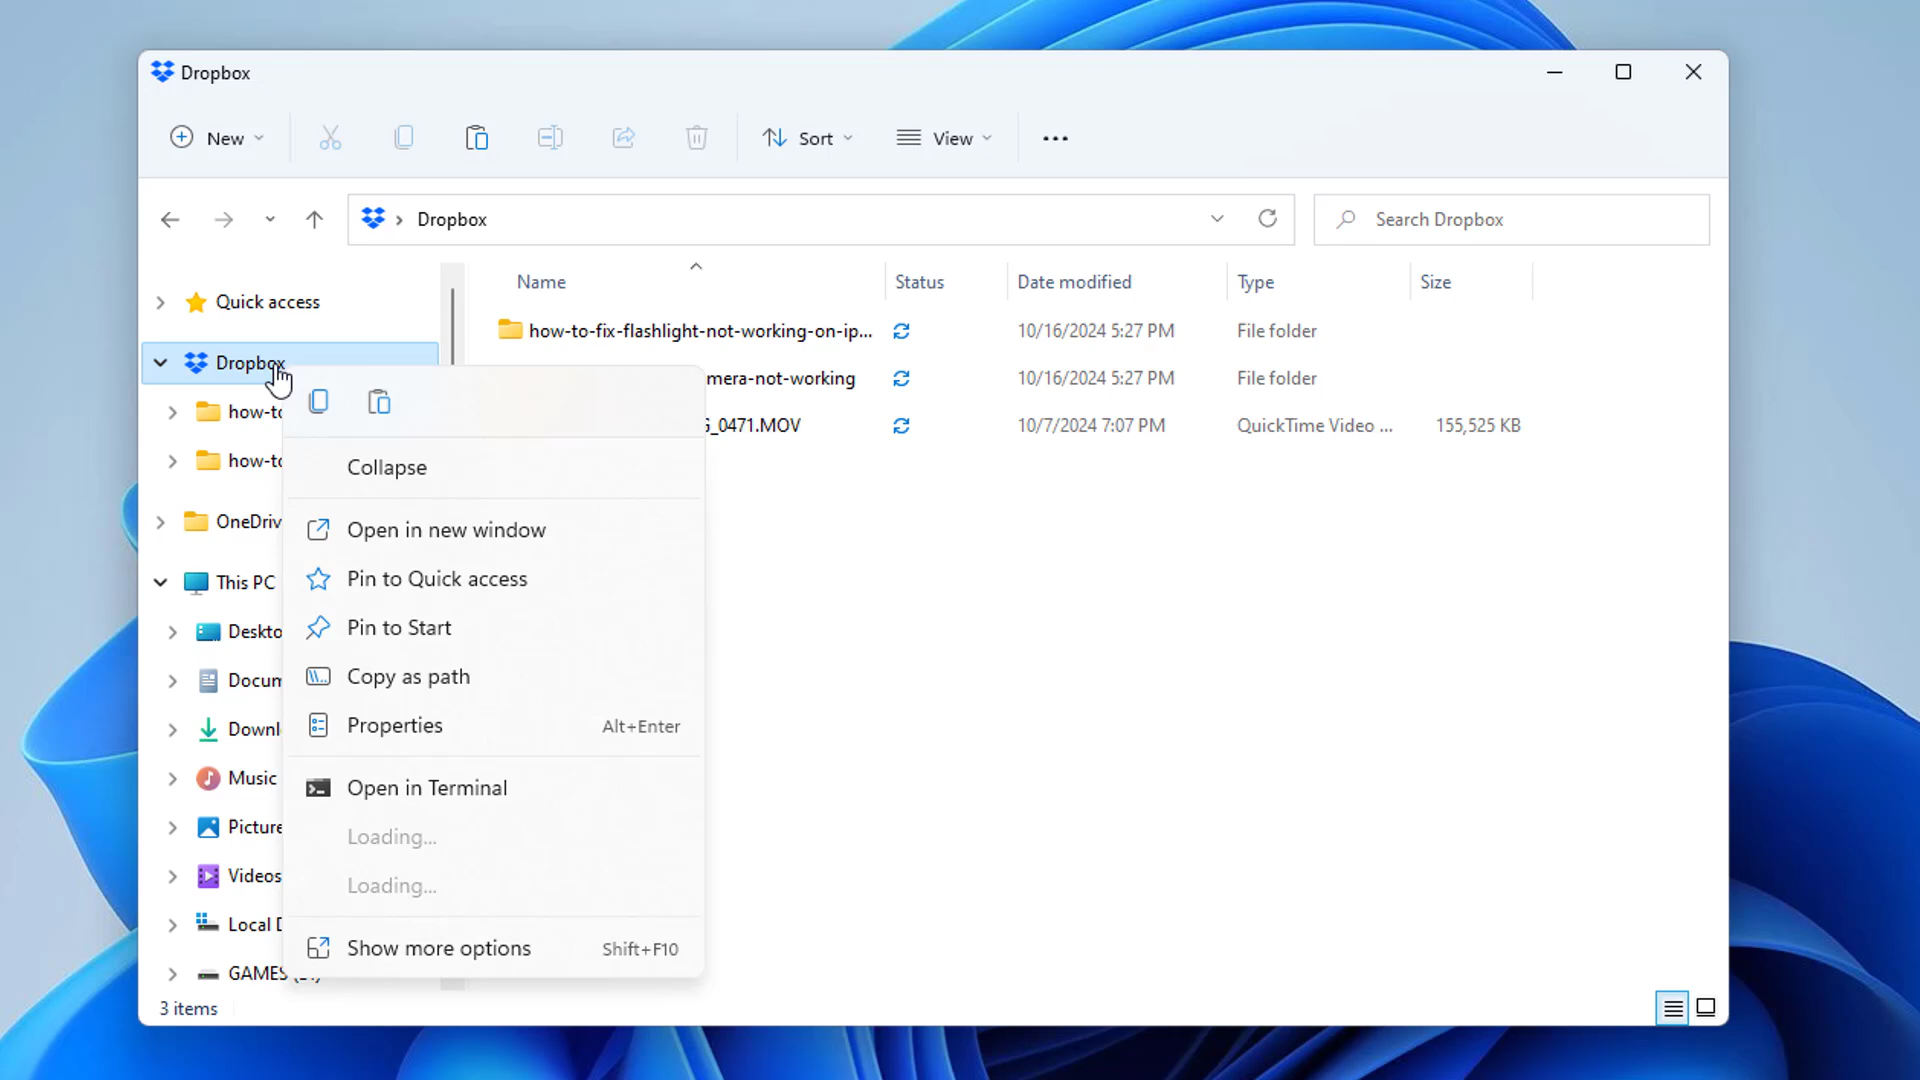 Dropbox
New
Sort
View
Dropbox
Search Dropbox
Name
Status
Date modified
Type
Size
Quick access
Dropbox
how-to
how-to
OneDriv
This PC
Deskto
Docum
Downl
Music
Picture
Videos
Local D
GAMES
3 items
how-to-fix-flashlight-not-working-on-ip...
10/16/2024 5:27 PM
File folder
mera-not-working
10/16/2024 5:27 PM
File folder
G_0471.MOV
10/7/2024 7:07 PM
QuickTime Video ...
155,525 KB
Collapse
Open in new window
Pin to Quick access
Pin to Start
Copy as path
Properties
Alt+Enter
Open in Terminal
Loading...
Loading...
Show more options
Shift+F10